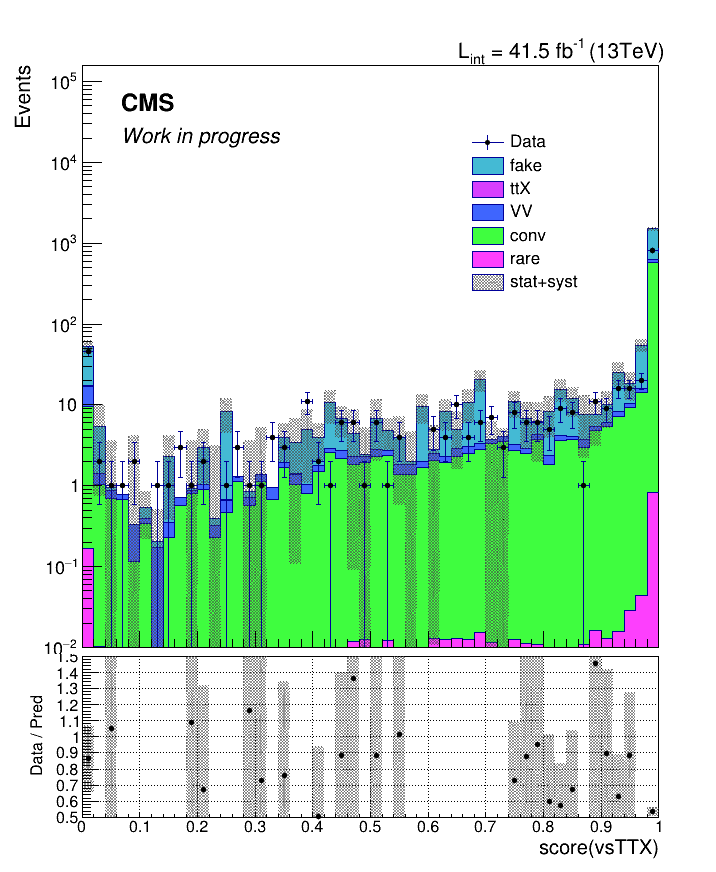 L_int = 41.5 fb^-1 (13TeV)
Events
10^5
10^4
10^3
10^2
10
1
10^-1
10^-2
CMS
Work in progress
Data
fake
ttX
VV
conv
rare
stat+syst
Data / Pred
1.5
1.4
1.3
1.2
1.1
1
0.9
0.8
0.7
0.6
0.5
0 0.1 0.2 0.3 0.4 0.5 0.6 0.7 0.8 0.9 1
score(vsTTX)